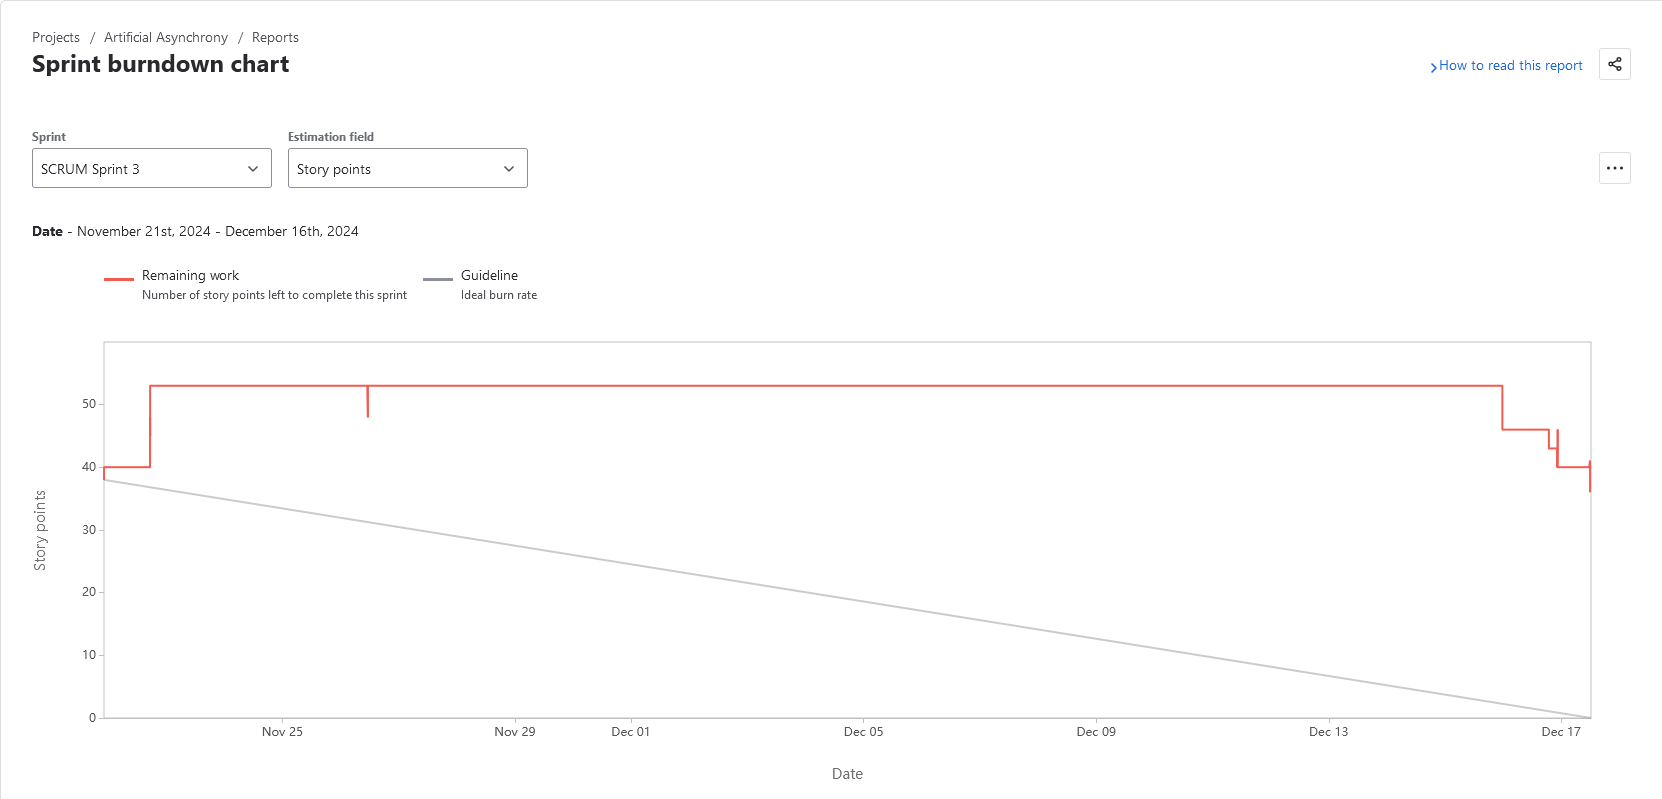 Projects / Artificial Asynchrony / Reports
Sprint burndown chart
How to read this report
Sprint
Estimation field
SCRUM Sprint 3
Story points
Date - November 21st, 2024 - December 16th, 2024
Remaining work
Number of story points left to complete this sprint
Guideline
Ideal burn rate
50
40
30
20
10
0
Story points
Nov 25
Nov 29
Dec 01
Dec 05
Dec 09
Dec 13
Dec 17
Date